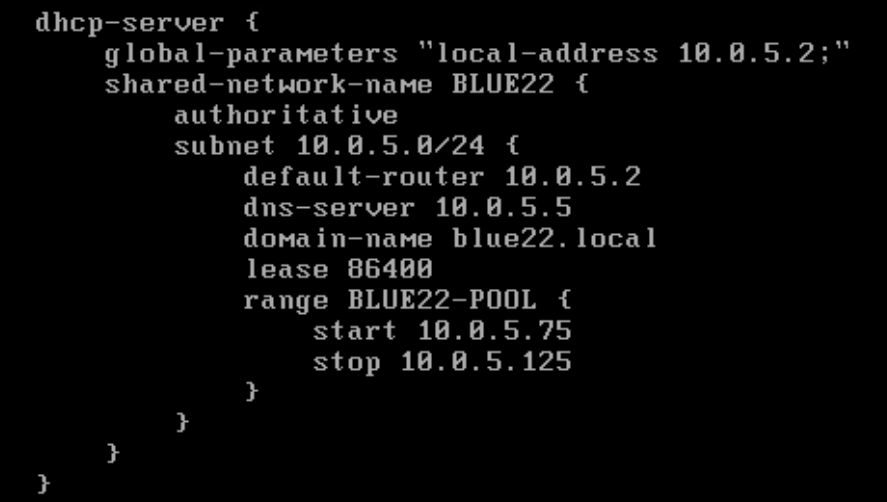 dhcp-server {
global-parameters "local-address 10.0.5.2;"
shared-network-name BLUE22 {
authoritative
subnet 10.0.5.0/24 {
default-router 10.0.5.2
dns-server 10.0.5.5
domain-name blue22.local
lease 86400
range BLUE22-POOL {
start 10.0.5.75
stop 10.0.5.125
}
}
}
}